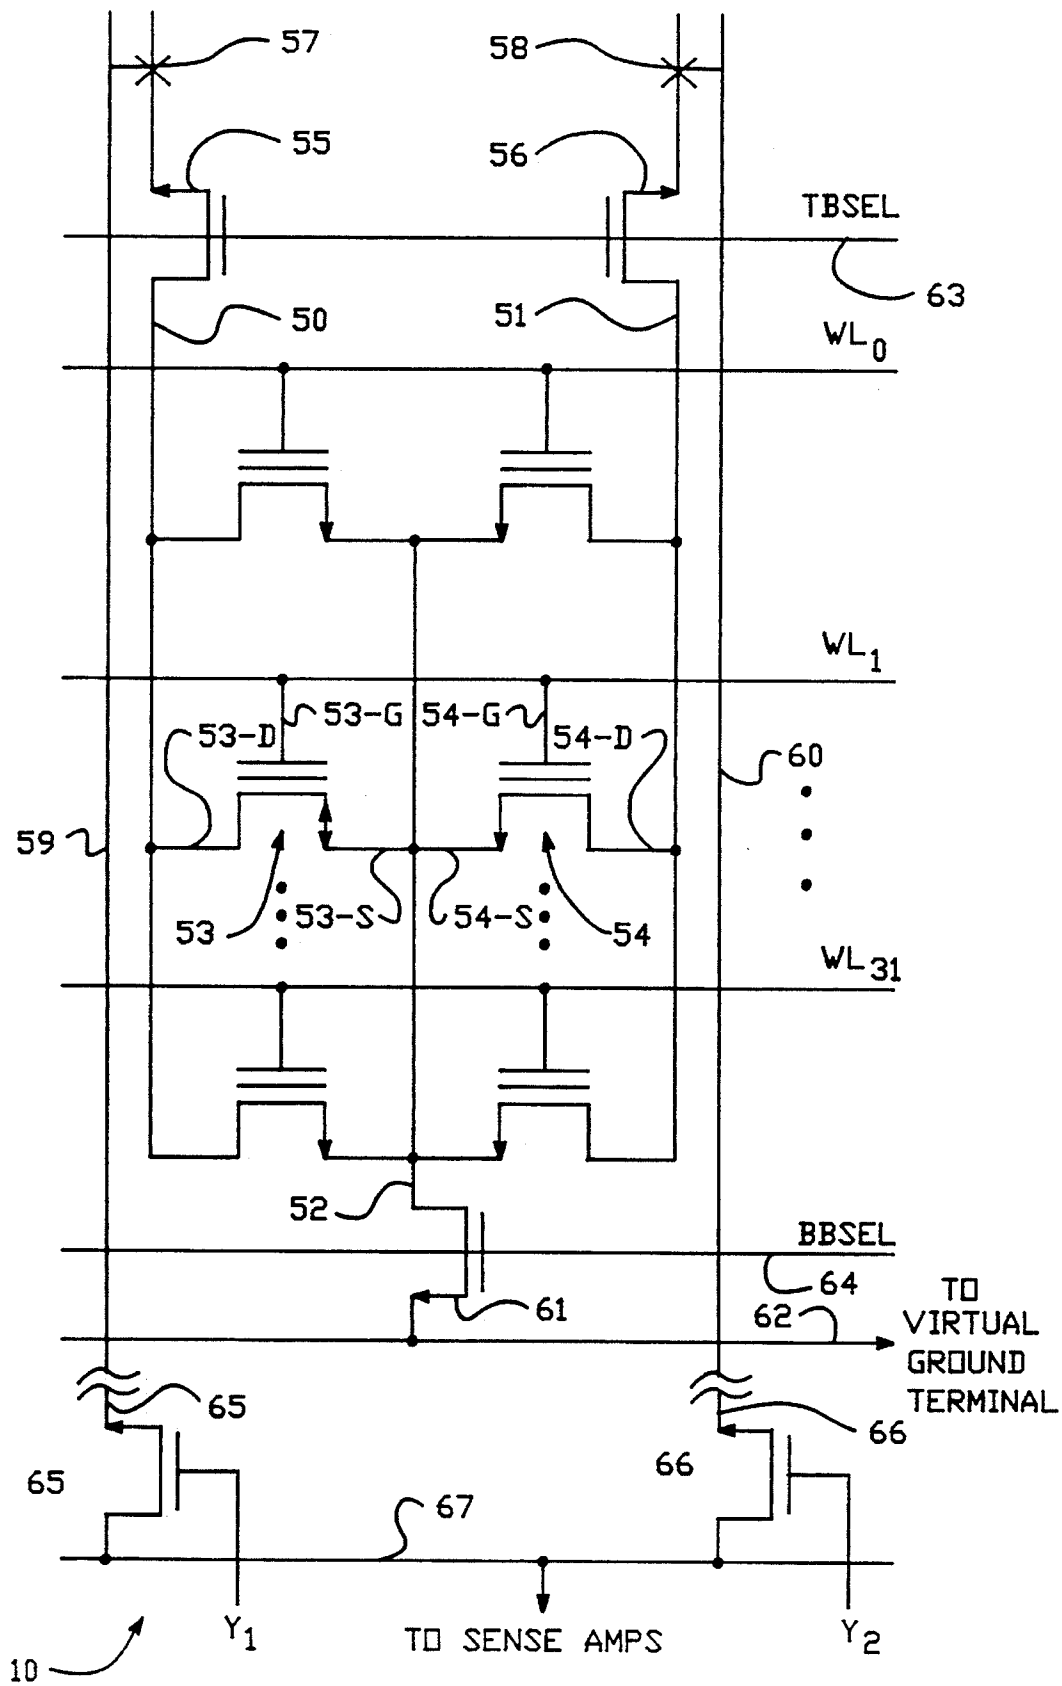 57
58
55
56
TBSEL
63
50
51
WL0
WL1
53-G
54-G
53-D
54-D
60
59
53
53-S
54-S
54
WL31
52
BBSEL
64
61
62
TO
VIRTUAL
GROUND
TERMINAL
65
66
65
66
67
Y1
TO SENSE AMPS
Y2
10